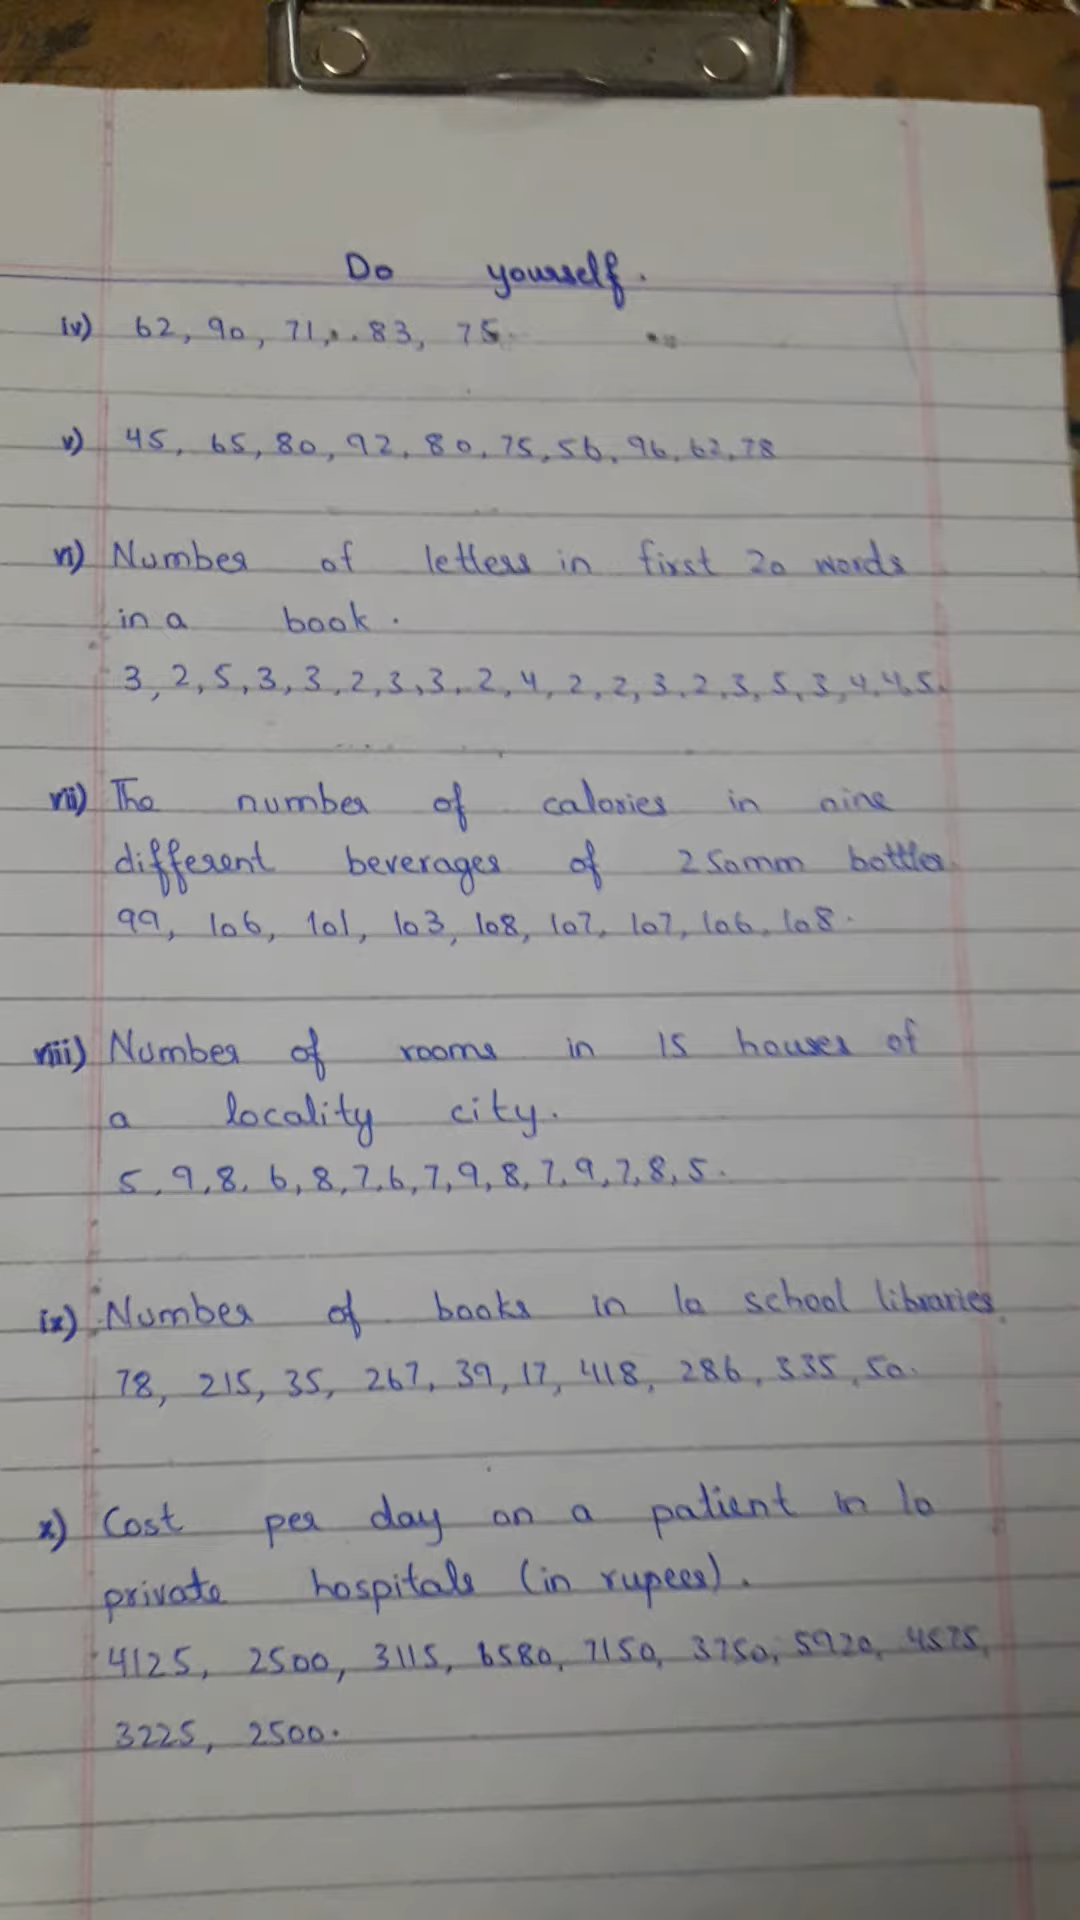 Do yourself.
iv) 62, 90, 71, 83, 75.
v) 45, 65, 80, 92, 80, 75, 56, 96, 62, 78
vi) Number of letters in first 20 words
in a book.
3, 2, 5, 3, 3, 2, 3, 3, 2, 4, 2, 2, 3, 2, 3, 5, 3, 4, 4, 5.
vii) The number of calories in nine
different beverages of 250mm bottles.
99, 106, 101, 103, 108, 107, 107, 106, 108.
viii) Number of rooms in 15 houses of
a locality city.
5, 9, 8, 6, 8, 7, 6, 7, 9, 8, 7, 9, 7, 8, 5.
ix) Number of books in 10 school libraries.
78, 215, 35, 267, 39, 17, 418, 286, 335, 50.
x) Cost per day on a patient in 10
private hospitals (in rupees).
4125, 2500, 3115, 6580, 7150, 3750, 5920, 4575,
3225, 2500.